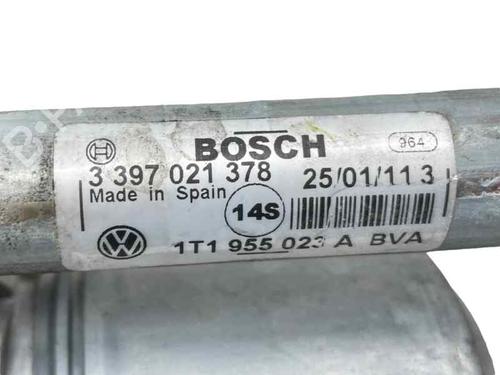 BOSCH 964
3 397 021 378 25/01/11 3
Made in Spain
14S
1T1 955 023 A BVA